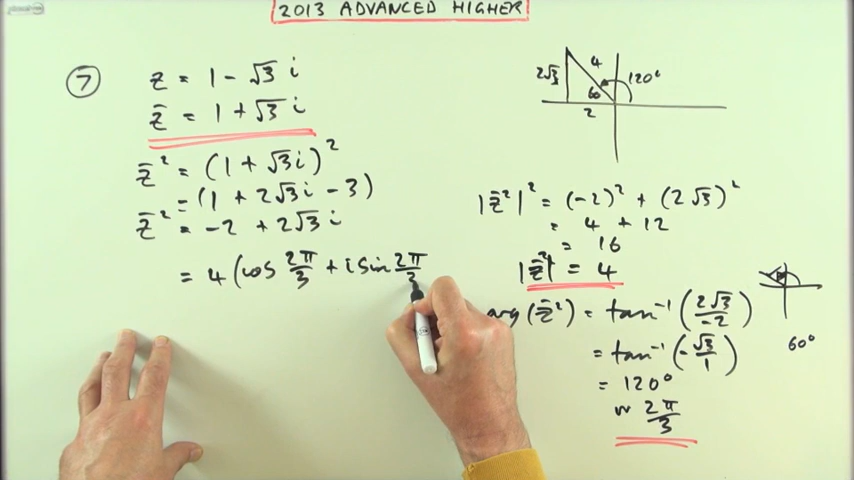 2013 ADVANCED HIGHER
7
z = 1 - √3 i
z̄ = 1 + √3 i
z̄² = (1 + √3 i)²
= (1 + 2√3 i - 3)
z̄² = -2 + 2√3 i
= 4 (cos 2π/3 + i sin 2π/3
2√3 4 120°
60
2
|z̄²|² = (-2)² + (2√3)²
= 4 + 12
= 16
|z̄²| = 4
arg (z̄²) = tan⁻¹ (2√3/-2)
= tan⁻¹ (-√3/1)
60°
= 120°
~ 2π/3